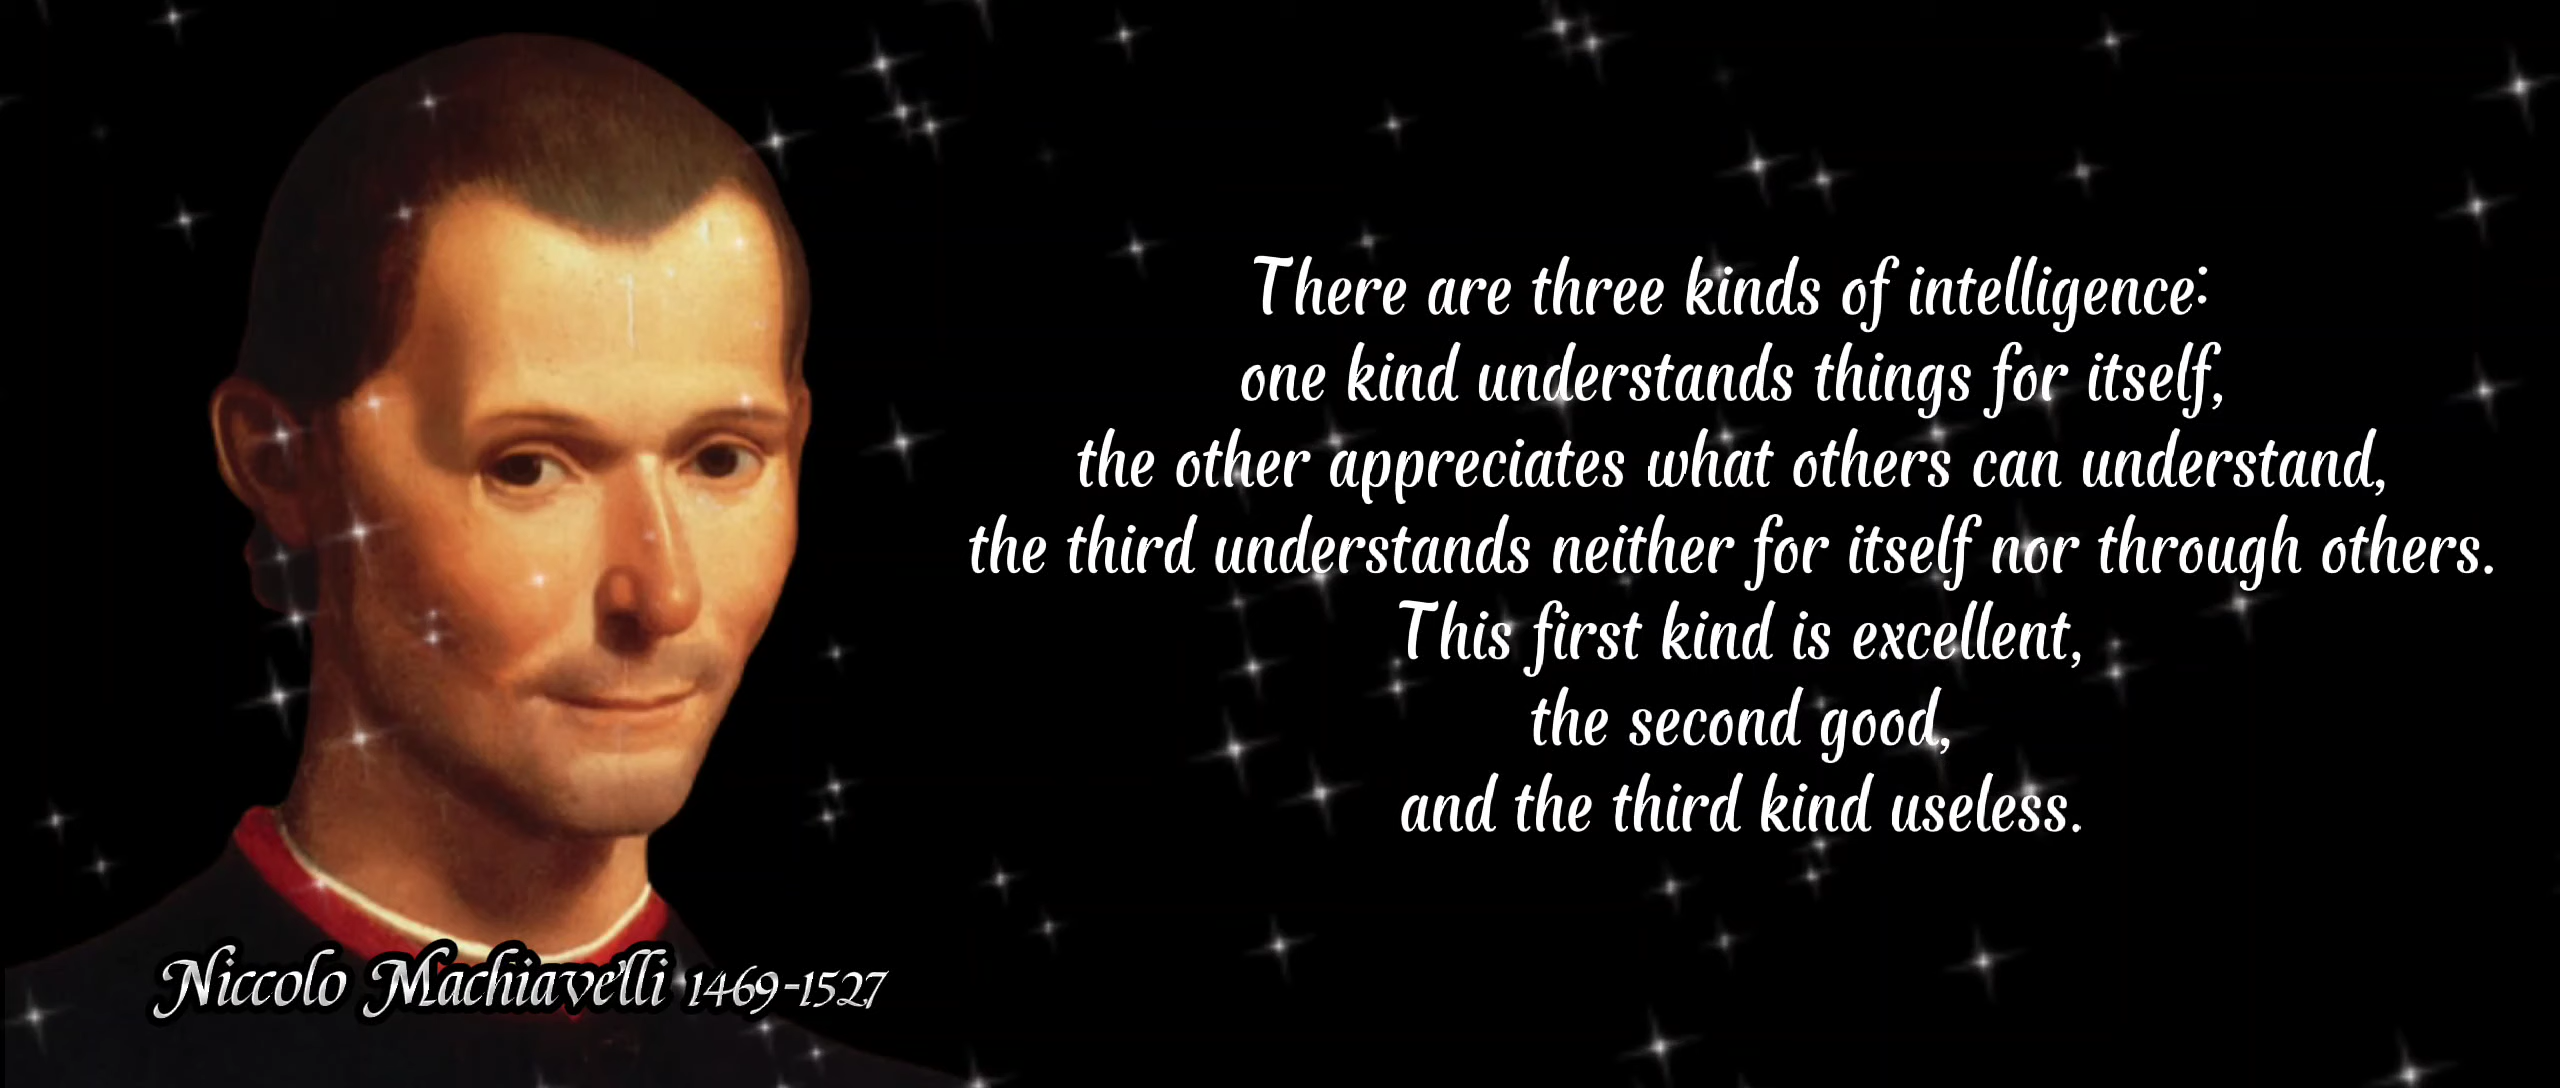 There are three kinds of intelligence:
one kind understands things for itself,
the other appreciates what others can understand,
the third understands neither for itself nor through others.
This first kind is excellent,
the second good,
and the third kind useless.
Niccolo Machiavelli 1469-1527